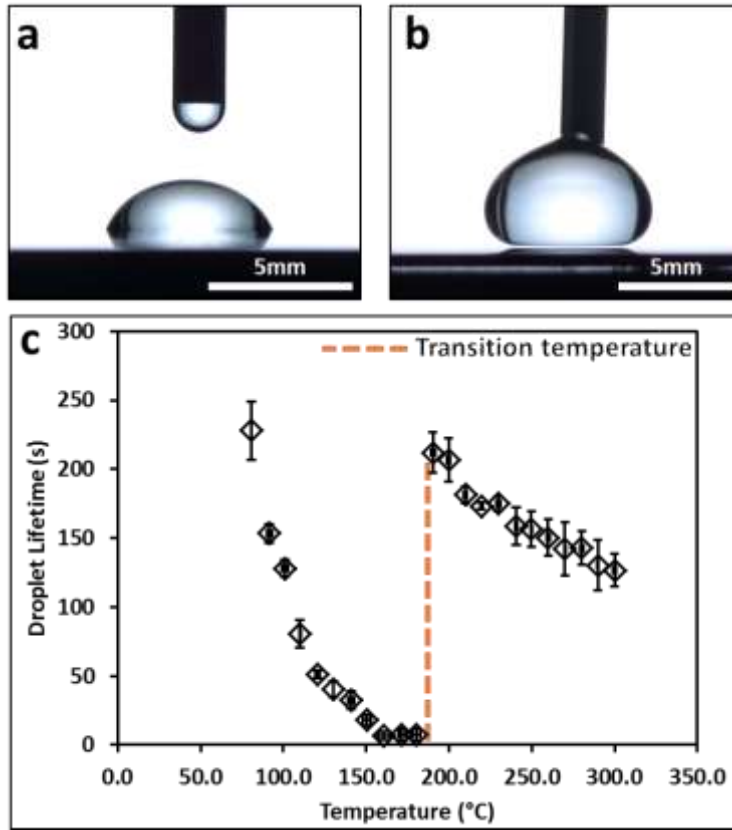 a
b
5mm
5mm
c
Transition temperature
Droplet Lifetime (s)
300
250
200
150
100
50
0
0.0 50.0 100.0 150.0 200.0 250.0 300.0 350.0
Temperature (°C)